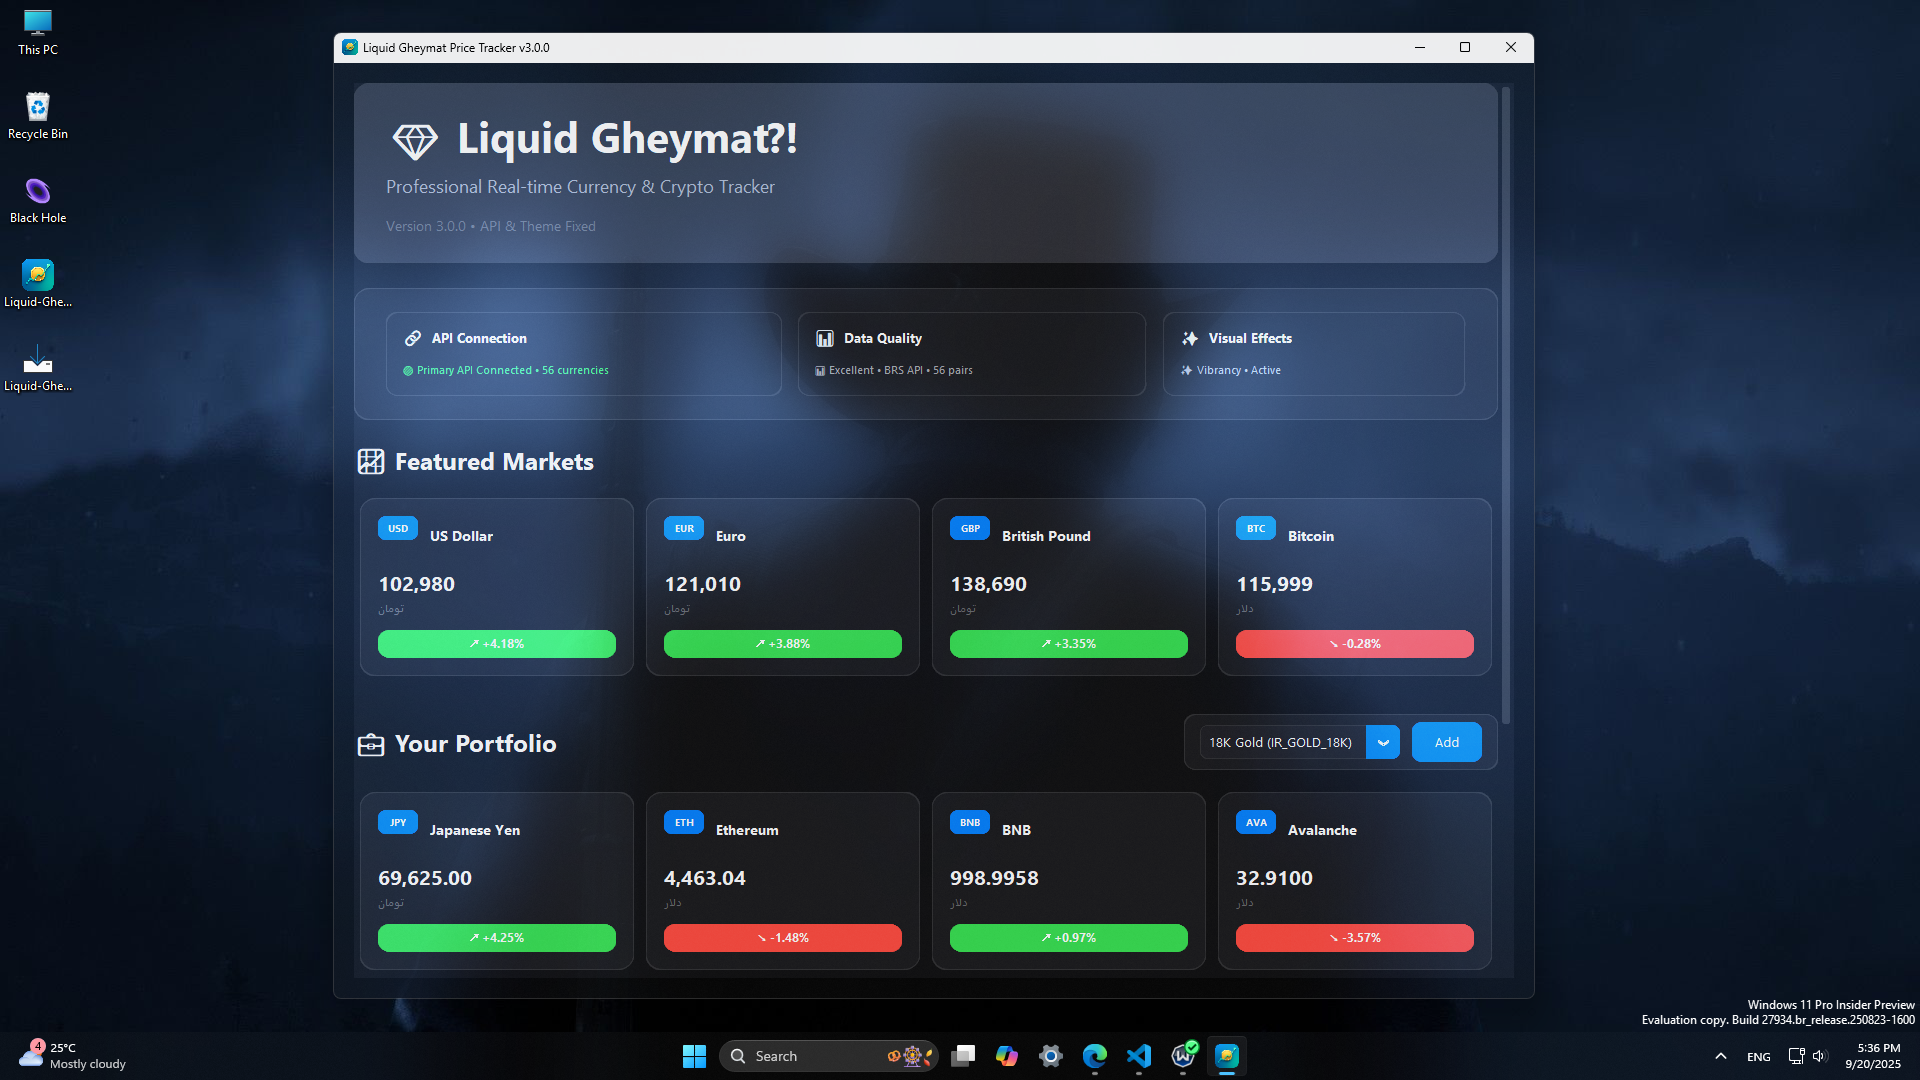 This PC
Recycle Bin
Black Hole
Liquid-Ghe...
Liquid-Ghe...
Liquid Gheymat Price Tracker v3.0.0
Liquid Gheymat?!
Professional Real-time Currency & Crypto Tracker
Version 3.0.0 • API & Theme Fixed
API Connection
Primary API Connected • 56 currencies
Data Quality
Excellent • BRS API • 56 pairs
Visual Effects
Vibrancy • Active
Featured Markets
USD US Dollar
102,980
تومان
↗ +4.18%
EUR Euro
121,010
تومان
↗ +3.88%
GBP British Pound
138,690
تومان
↗ +3.35%
BTC Bitcoin
115,999
دلار
↘ -0.28%
Your Portfolio
18K Gold (IR_GOLD_18K)
Add
JPY Japanese Yen
69,625.00
تومان
↗ +4.25%
ETH Ethereum
4,463.04
دلار
↘ -1.48%
BNB BNB
998.9958
دلار
↗ +0.97%
AVA Avalanche
32.9100
دلار
↘ -3.57%
Windows 11 Pro Insider Preview
Evaluation copy. Build 27934.br_release.250823-1600
4
25°C
Mostly cloudy
Search
W
ENG
5:36 PM
9/20/2025